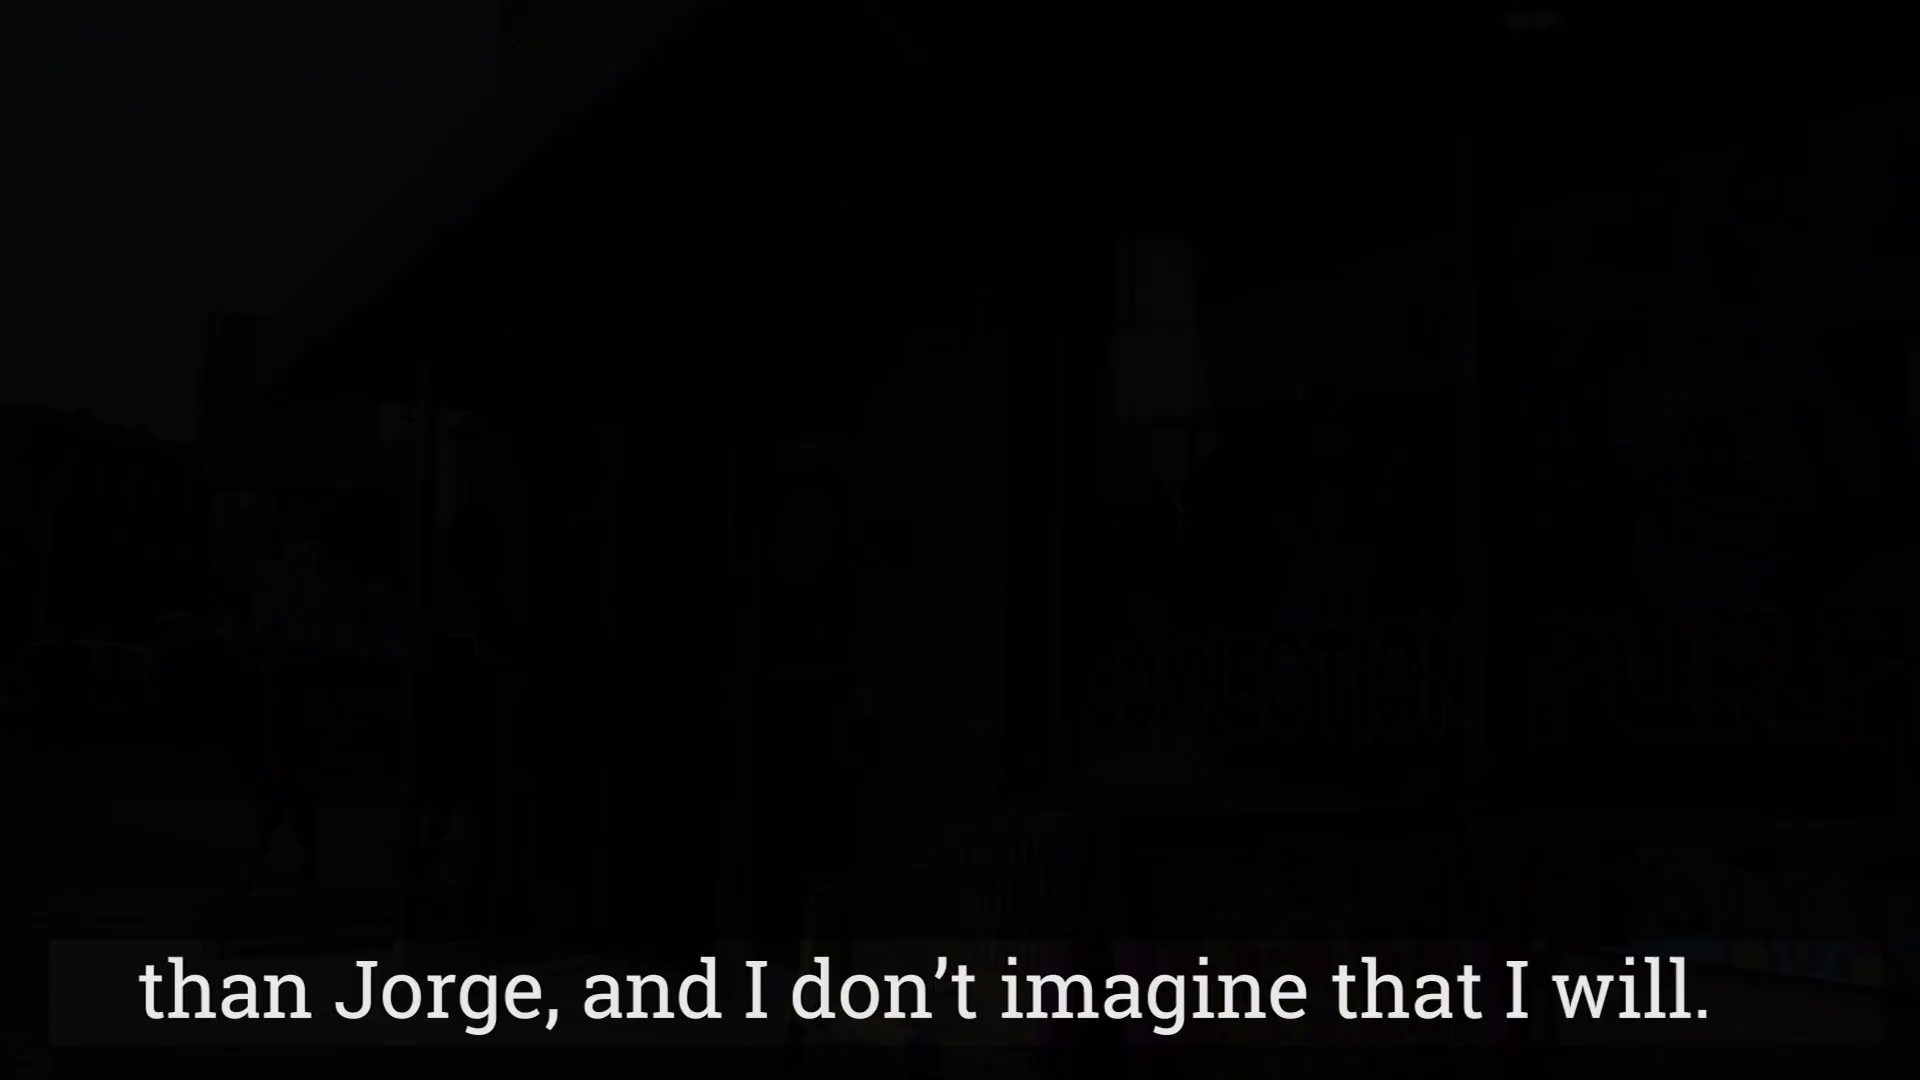 than Jorge, and I don’t imagine that I will.